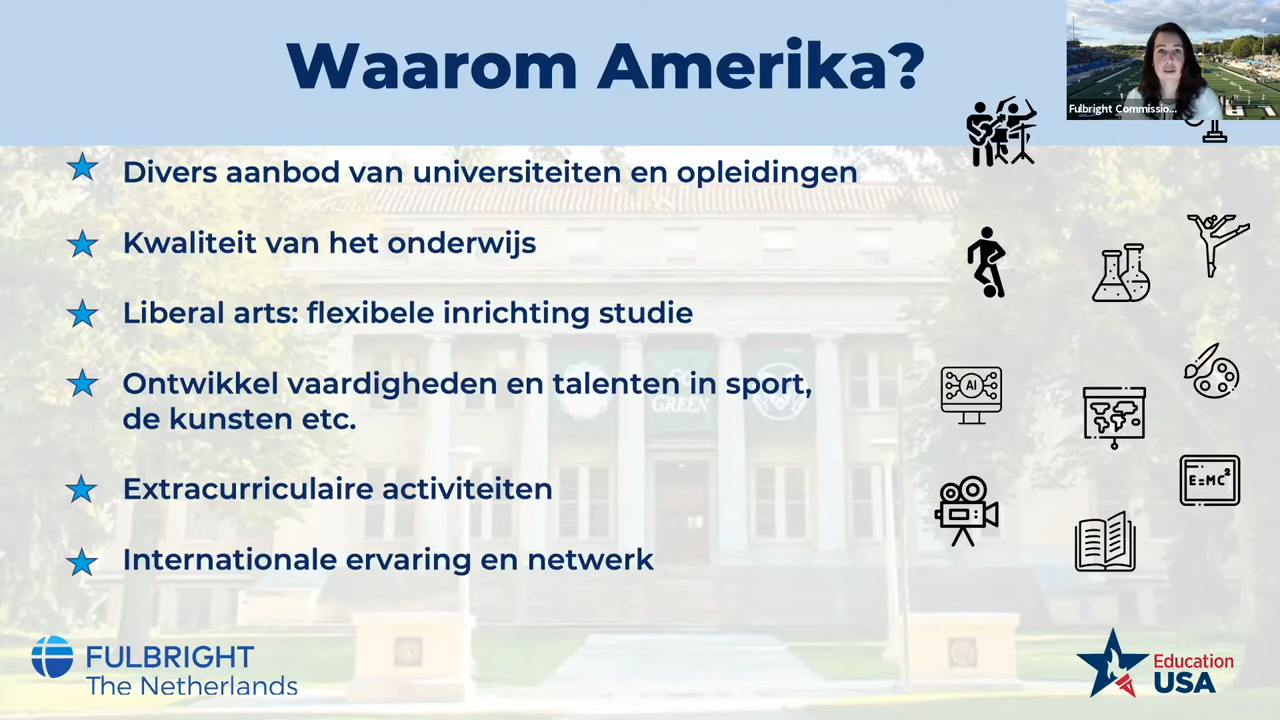 Waarom Amerika?
Fulbright Commissio...
Divers aanbod van universiteiten en opleidingen
Kwaliteit van het onderwijs
Liberal arts: flexibele inrichting studie
Ontwikkel vaardigheden en talenten in sport,
de kunsten etc.
Extracurriculaire activiteiten
Internationale ervaring en netwerk
AI
E=MC²
GREEN
FULBRIGHT
The Netherlands
Education
USA